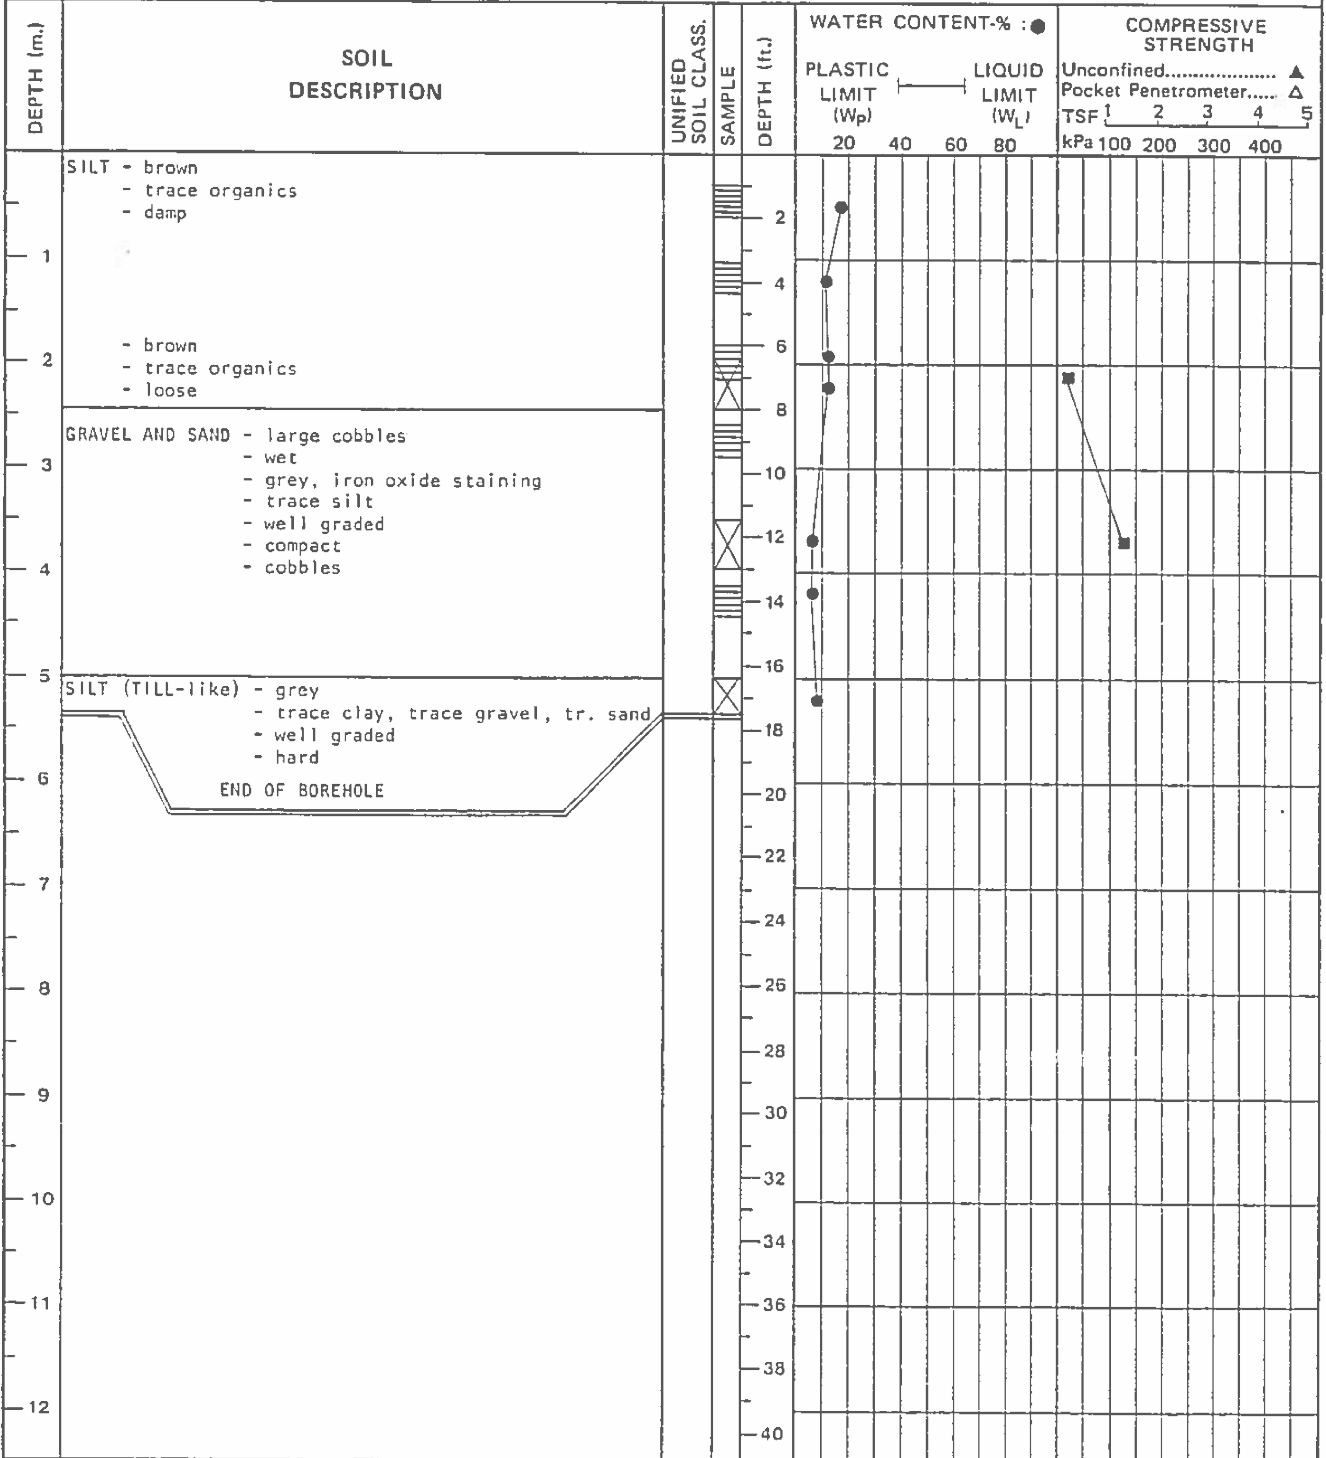 DEPTH (m.)
SOIL
DESCRIPTION
UNIFIED
SOIL CLASS.
SAMPLE
DEPTH (ft.)
WATER CONTENT-% :
PLASTIC
LIMIT
(Wp)
LIQUID
LIMIT
(WL)
20 40 60 80
COMPRESSIVE
STRENGTH
Unconfined....................
Pocket Penetrometer.....
TSF 1 2 3 4 5
kPa 100 200 300 400
SILT - brown
- trace organics
- damp
- brown
- trace organics
- loose
GRAVEL AND SAND - large cobbles
- wet
- grey, iron oxide staining
- trace silt
- well graded
- compact
- cobbles
SILT (TILL-like) - grey
- trace clay, trace gravel, tr. sand
- well graded
- hard
END OF BOREHOLE
1
2
3
4
5
6
7
8
9
10
11
12
2
4
6
8
10
12
14
16
18
20
22
24
26
28
30
32
34
36
38
40